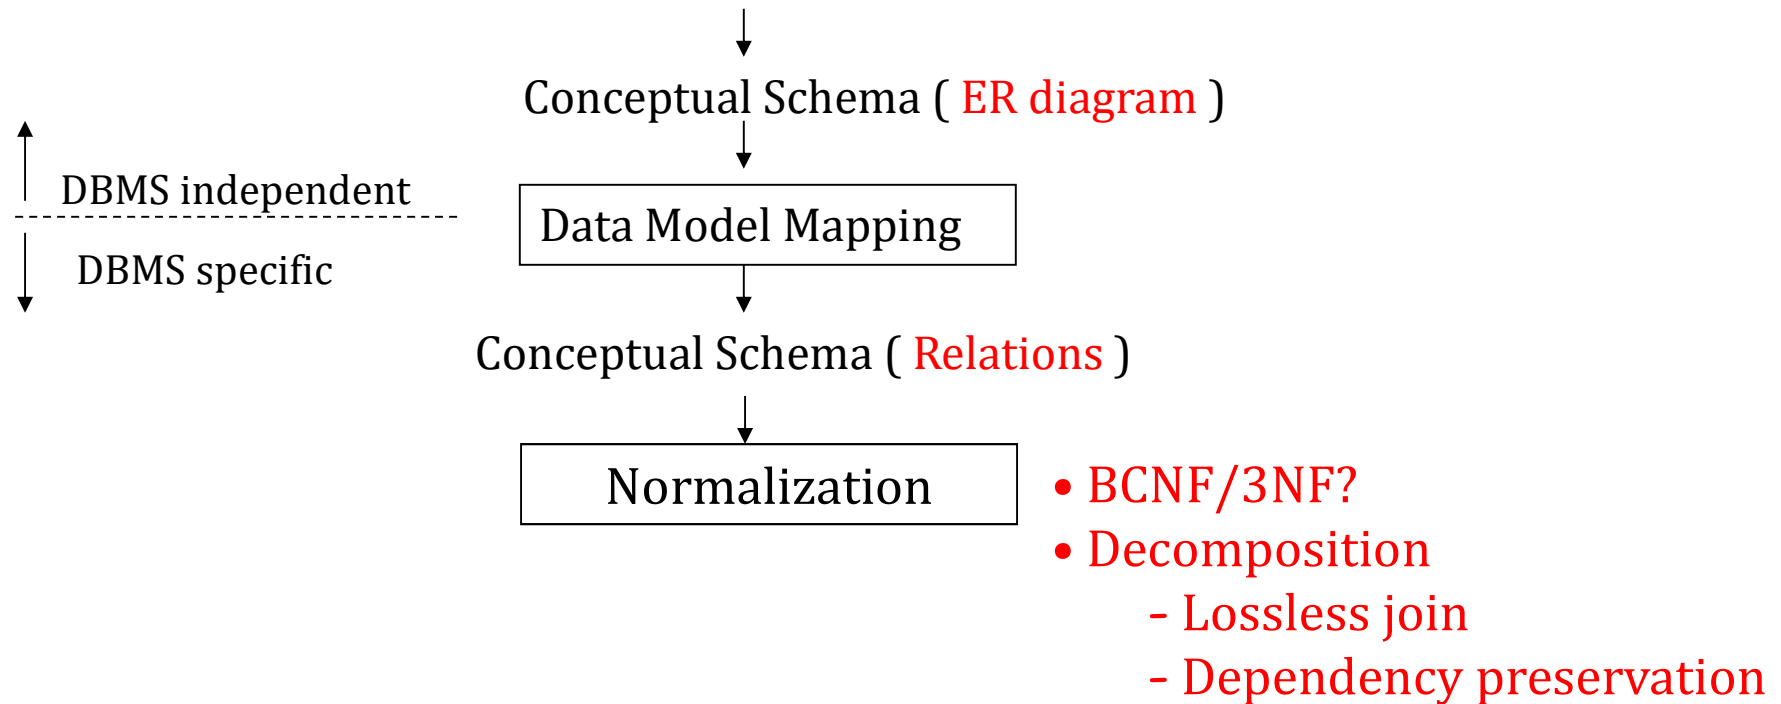 Conceptual Schema ( ER diagram )
DBMS independent
Data Model Mapping
DBMS specific
Conceptual Schema ( Relations )
Normalization
• BCNF/3NF?
• Decomposition
- Lossless join
- Dependency preservation